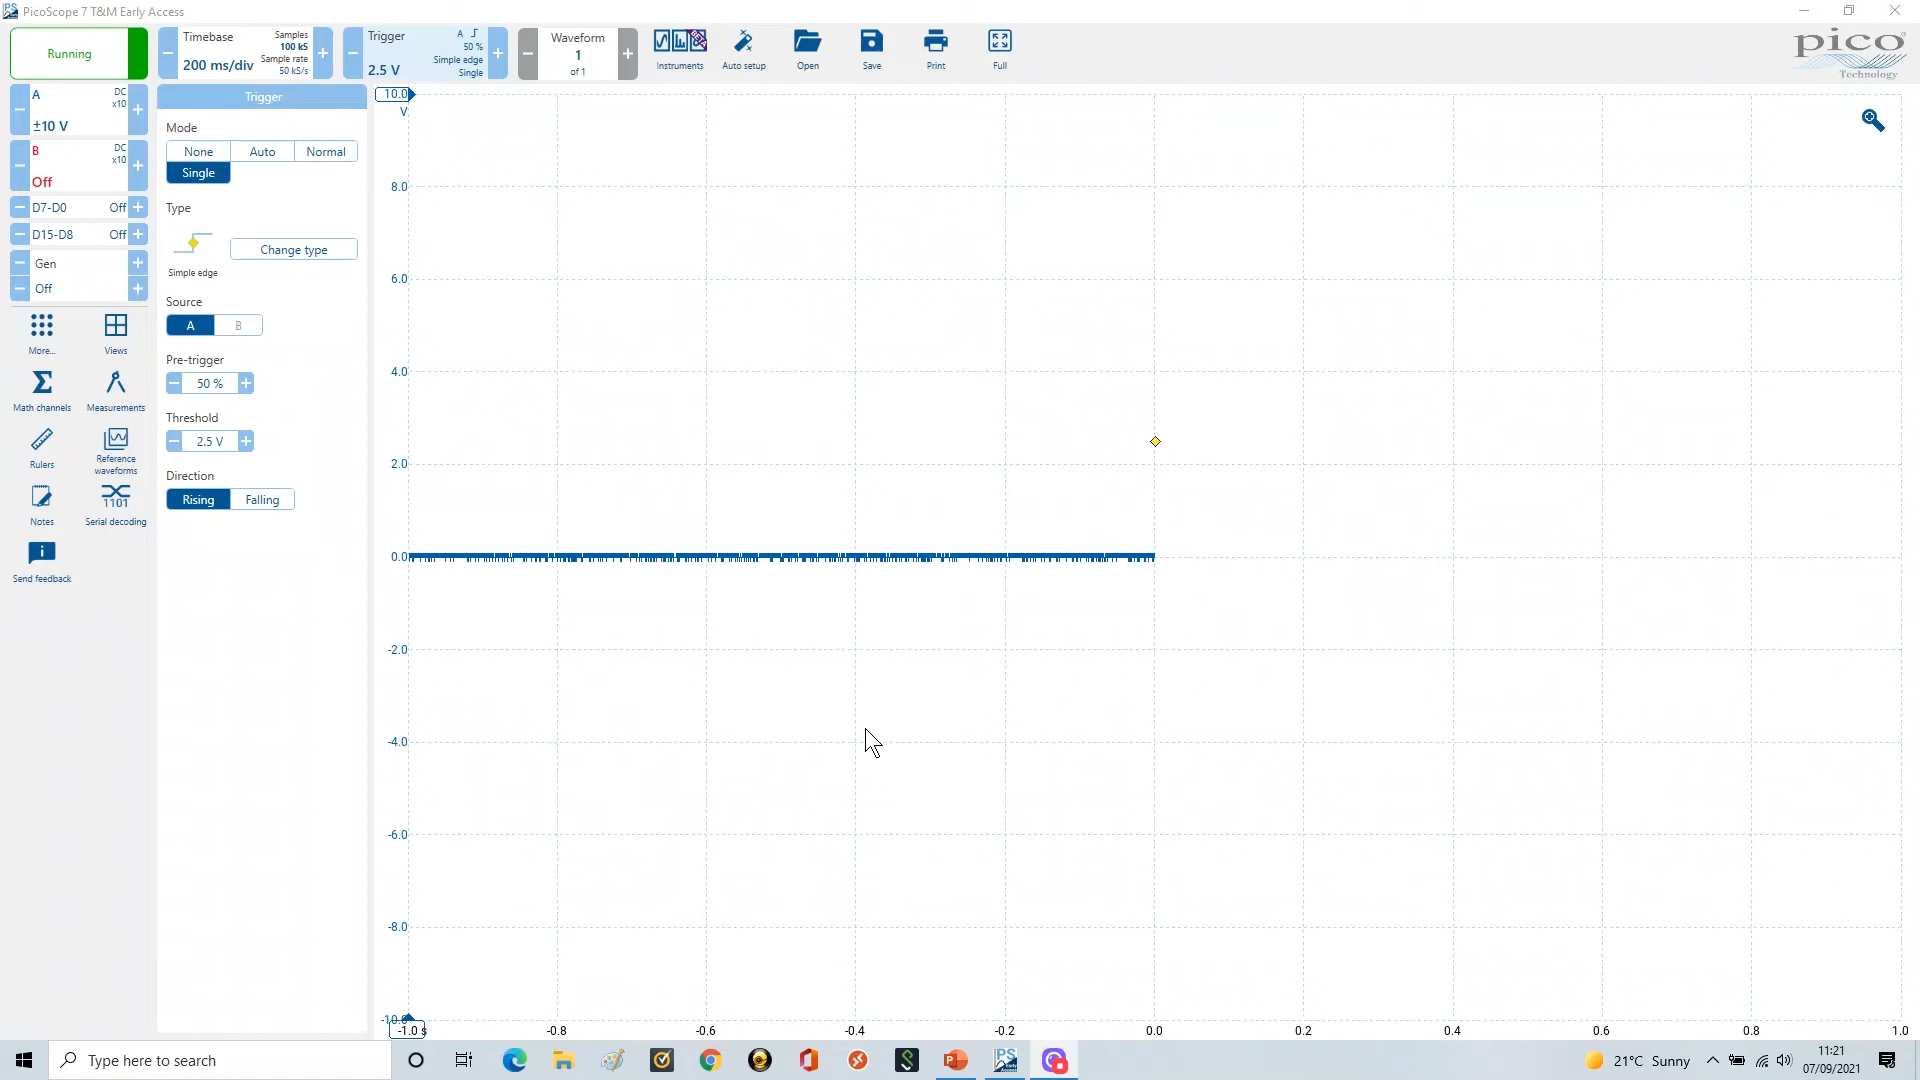 PicoScope 7 T&M Early Access
Running
Timebase
200 ms/div
Samples
100 kS
Sample rate
50 kS/s
Trigger
2.5 V
A
50 %
Simple edge
Single
Waveform
1
of 1
Instruments
Auto setup
Open
Save
Print
Full
pico
Technology
A
DC
x10
±10 V
B
DC
x10
Off
D7-D0 Off
D15-D8 Off
Gen
Off
More...
Views
Math channels
Measurements
Rulers
Reference
waveforms
Notes
1101
Serial decoding
Send feedback
Trigger
Mode
None Auto Normal
Single
Type
Change type
Simple edge
Source
A B
Pre-trigger
50 %
Threshold
2.5 V
Direction
Rising Falling
10.0
V
8.0
6.0
4.0
2.0
0.0
-2.0
-4.0
-6.0
-8.0
-10.0
-1.0 s -0.8 -0.6 -0.4 -0.2 0.0 0.2 0.4 0.6 0.8 1.0
Type here to search
21°C Sunny
11:21
07/09/2021